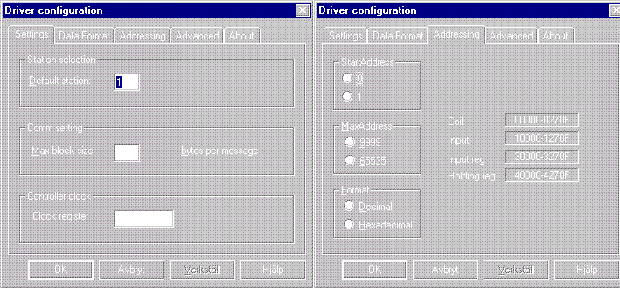 Driver configuration
Settings Data Format Addressing Advanced About
Station selection
Default station: 1
Comm setting
Max block size bytes per message
Controller clock
Clock register
OK Avbryt Verkställ Hjälp
Driver configuration
Settings Data Format Addressing Advanced About
StartAddress
0
1
MaxAddress
9999
65535
Format
Decimal
Hexadecimal
Coil
Input 10000-1270F
Input reg 30000-3270F
Holding reg 40000-4270F
OK Avbryt Verkställ Hjälp